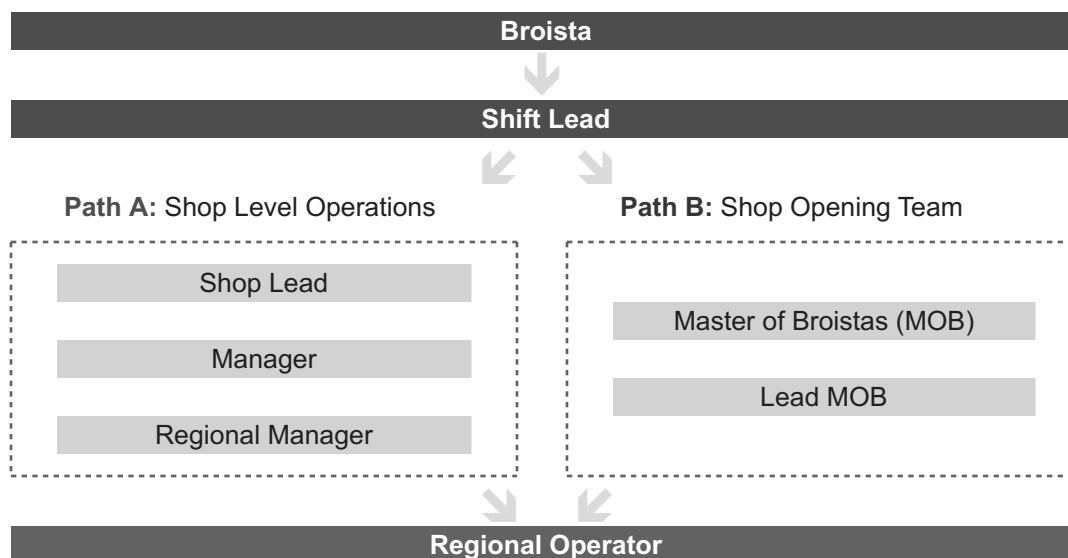 Broista
Shift Lead
Path A: Shop Level Operations
Shop Lead
Manager
Regional Manager
Path B: Shop Opening Team
Master of Broistas (MOB)
Lead MOB
Regional Operator